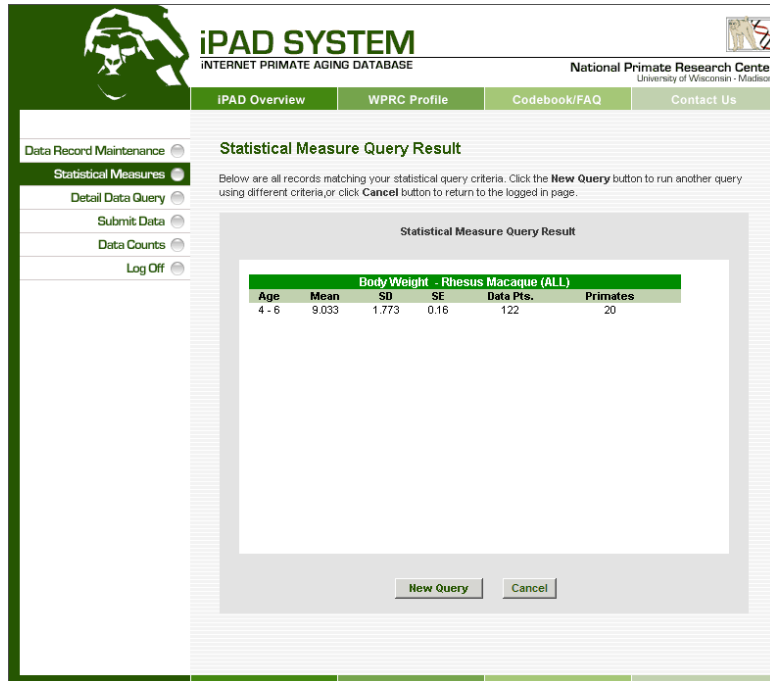 iPAD SYSTEM
INTERNET PRIMATE AGING DATABASE
National Primate Research Cente
University of Wisconsin - Madison
iPAD Overview WPRC Profile Codebook/FAQ Contact Us
Data Record Maintenance
Statistical Measures
Detail Data Query
Submit Data
Data Counts
Log Off
Statistical Measure Query Result
Below are all records matching your statistical query criteria. Click the New Query button to run another query
using different criteria,or click Cancel button to return to the logged in page.
Statistical Measure Query Result
Body Weight - Rhesus Macaque (ALL)
Age Mean SD SE Data Pts. Primates
4 - 6 9.033 1.773 0.16 122 20
New Query Cancel